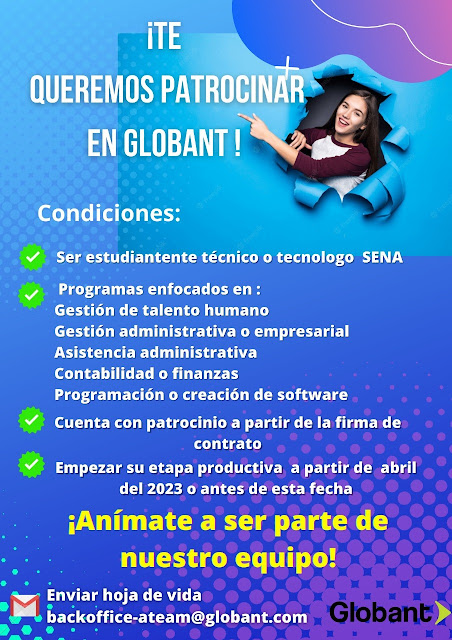 ¡TE
QUEREMOS PATROCINAR
EN GLOBANT !
Condiciones:
Ser estudiantente técnico o tecnologo SENA
Programas enfocados en :
Gestión de talento humano
Gestión administrativa o empresarial
Asistencia administrativa
Contabilidad o finanzas
Programación o creación de software
Cuenta con patrocinio a partir de la firma de
contrato
Empezar su etapa productiva a partir de abril
del 2023 o antes de esta fecha
¡Anímate a ser parte de
nuestro equipo!
Enviar hoja de vida
backoffice-ateam@globant.com
Globant